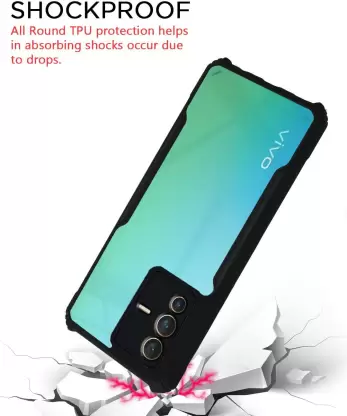 SHOCKPROOF
All Round TPU protection helps
in absorbing shocks occur due
to drops.
vivo